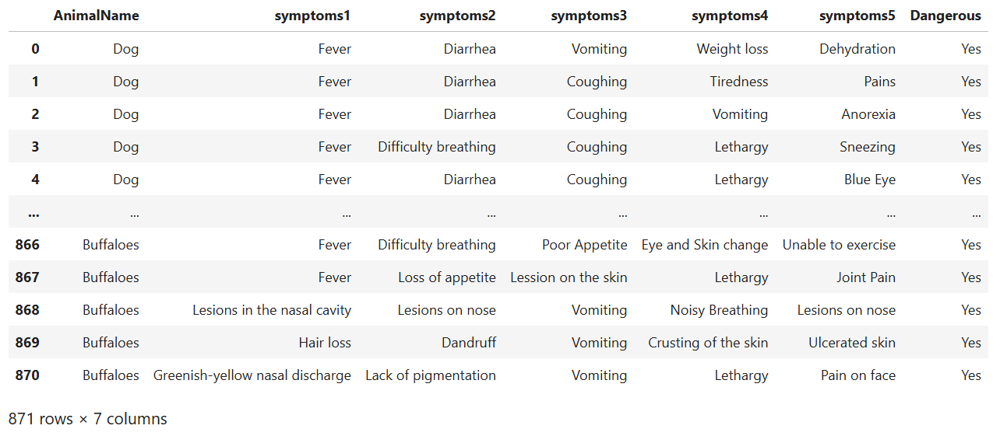 AnimalName symptoms1 symptoms2 symptoms3 symptoms4 symptoms5 Dangerous
0 Dog Fever Diarrhea Vomiting Weight loss Dehydration Yes
1 Dog Fever Diarrhea Coughing Tiredness Pains Yes
2 Dog Fever Diarrhea Coughing Vomiting Anorexia Yes
3 Dog Fever Difficulty breathing Coughing Lethargy Sneezing Yes
4 Dog Fever Diarrhea Coughing Lethargy Blue Eye Yes
... ... ... ... ... ... ... ...
866 Buffaloes Fever Difficulty breathing Poor Appetite Eye and Skin change Unable to exercise Yes
867 Buffaloes Fever Loss of appetite Lession on the skin Lethargy Joint Pain Yes
868 Buffaloes Lesions in the nasal cavity Lesions on nose Vomiting Noisy Breathing Lesions on nose Yes
869 Buffaloes Hair loss Dandruff Vomiting Crusting of the skin Ulcerated skin Yes
870 Buffaloes Greenish-yellow nasal discharge Lack of pigmentation Vomiting Lethargy Pain on face Yes
871 rows × 7 columns